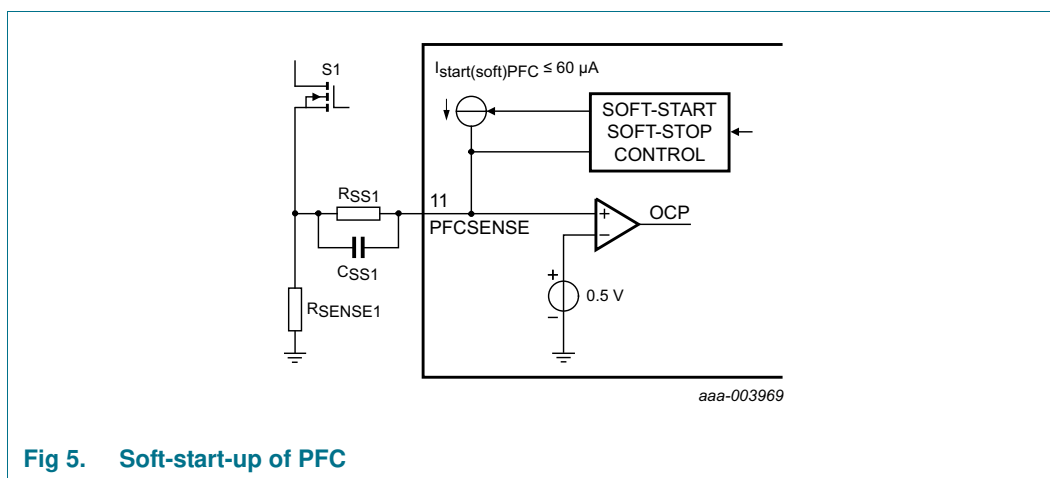 S1
Istart(soft)PFC ≤ 60 μA
SOFT-START
SOFT-STOP
CONTROL
RSS1
11
PFCSENSE
CSS1
+
−
OCP
+
0.5 V
−
RSENSE1
aaa-003969
Fig 5. Soft-start-up of PFC